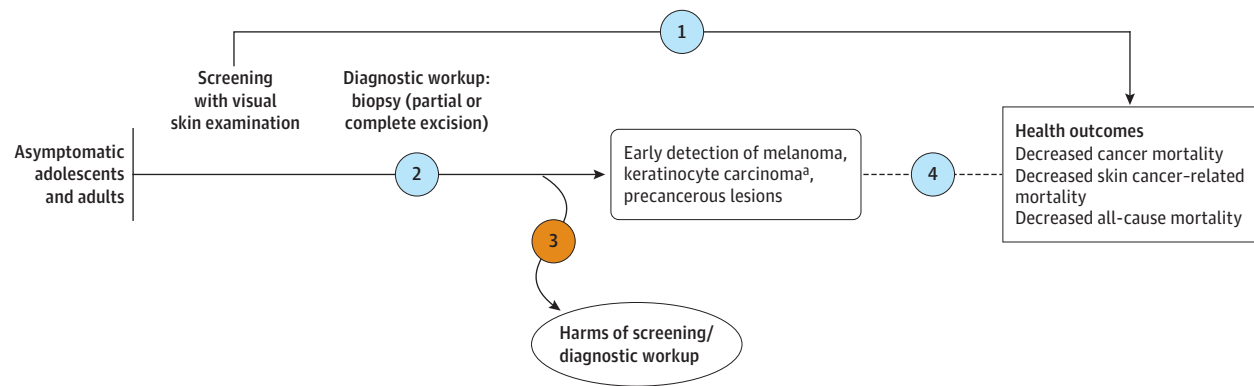 1
Screening
with visual
skin examination
Diagnostic workup:
biopsy (partial or
complete excision)
Asymptomatic
adolescents
and adults
2
Early detection of melanoma,
keratinocyte carcinomaᵃ,
precancerous lesions
4
Health outcomes
Decreased cancer mortality
Decreased skin cancer-related
mortality
Decreased all-cause mortality
3
Harms of screening/
diagnostic workup